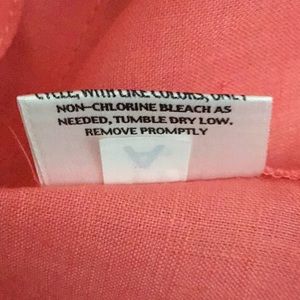 CYCLE, WITH LIKE COLORS, ONLY
NON-CHLORINE BLEACH AS
NEEDED, TUMBLE DRY LOW.
REMOVE PROMPTLY